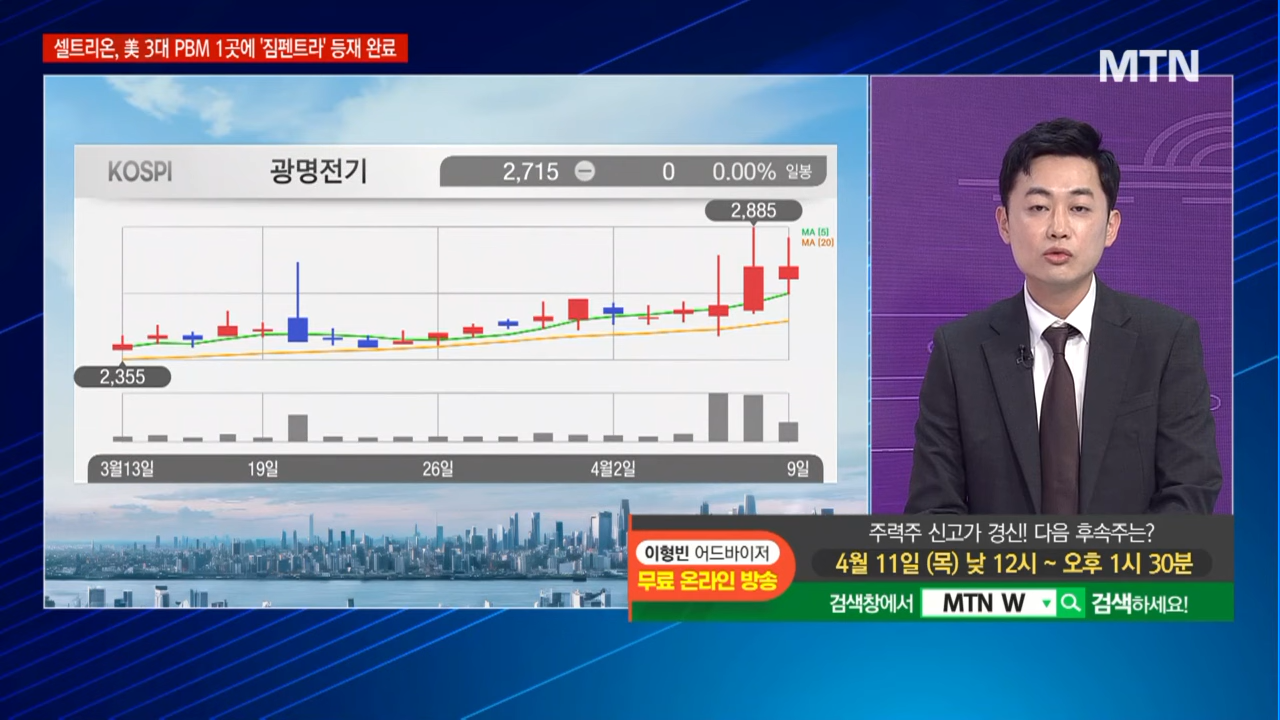 셀트리온, 美 3대 PBM 1곳에 '짐펜트라' 등재 완료
MTN
KOSPI 광명전기 2,715 0 0.00% 일봉
2,885
MA [5]
MA [20]
2,355
3월13일 19일 26일 4월2일 9일
이형빈 어드바이저
무료 온라인 방송
주력주 신고가 경신! 다음 후속주는?
4월 11일 (목) 낮 12시 ~ 오후 1시 30분
검색창에서 MTN W 검색하세요!